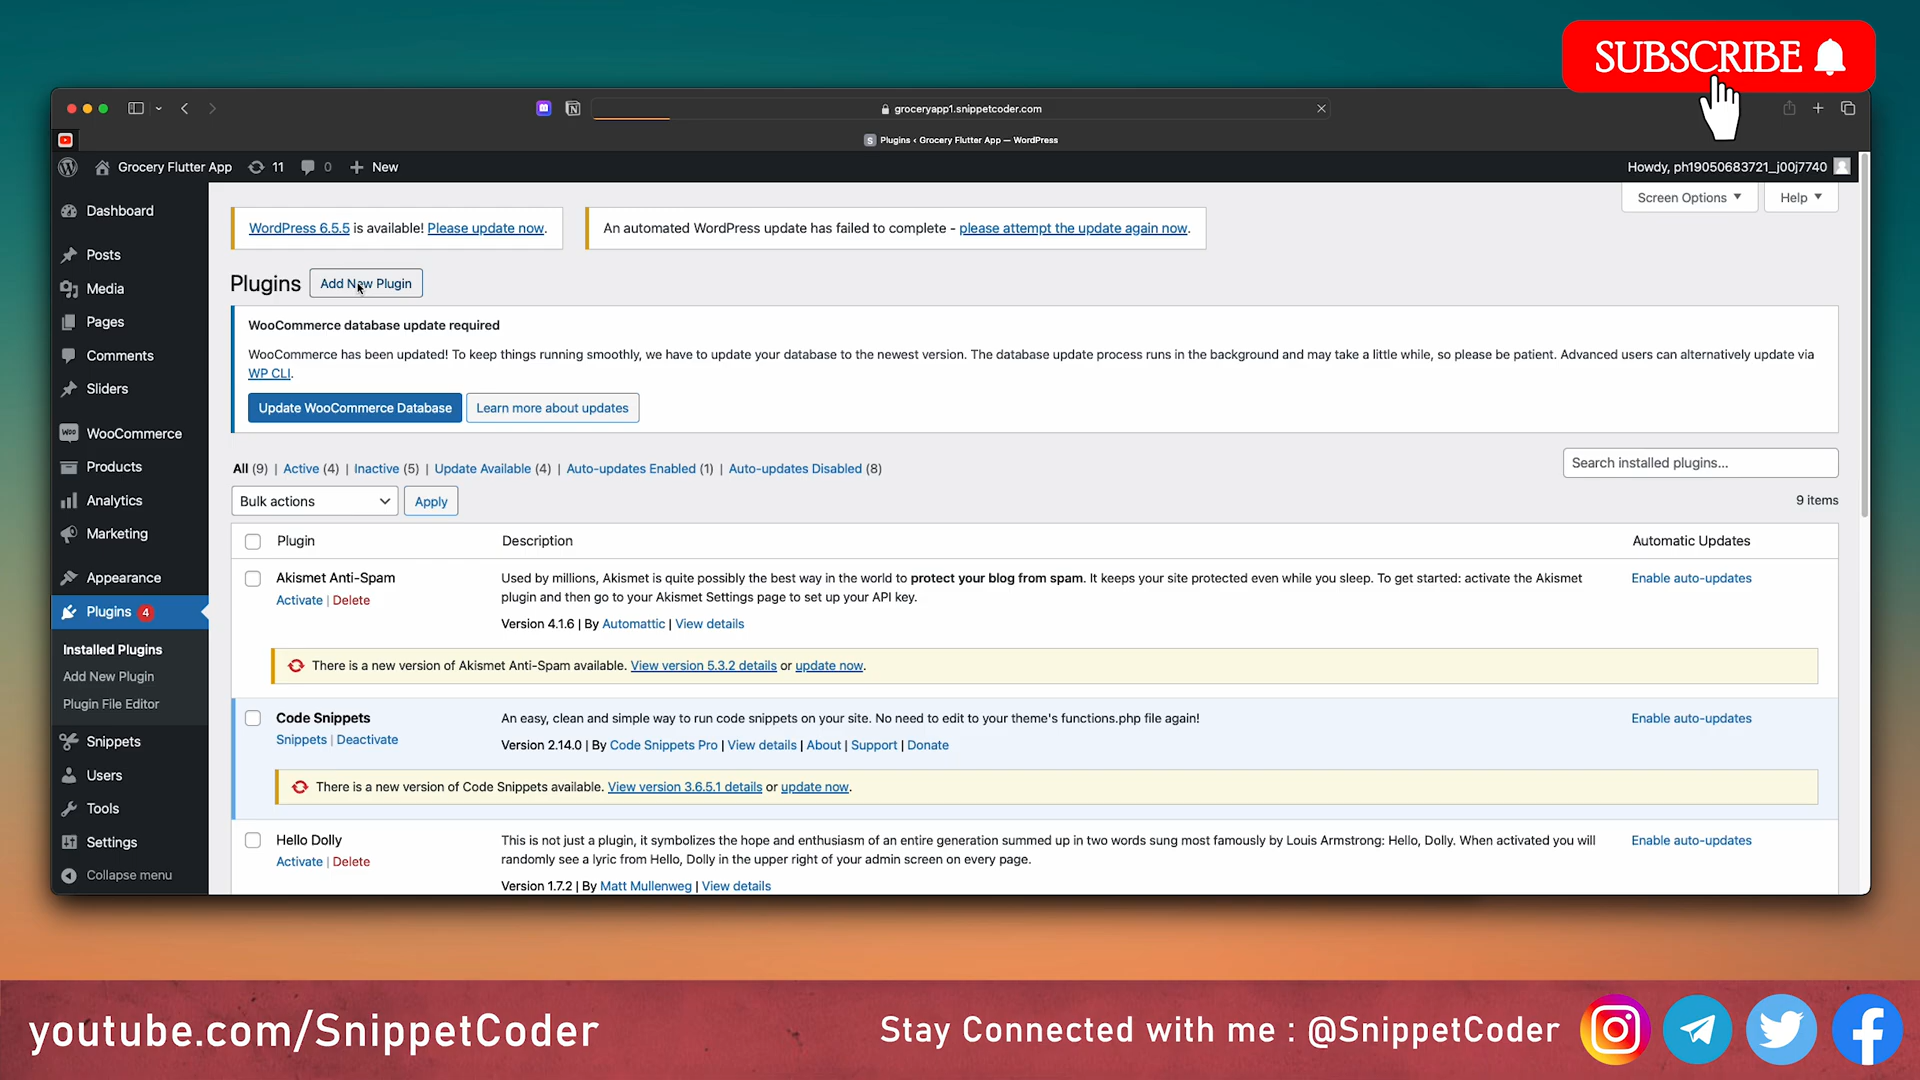 SUBSCRIBE
groceryapp1.snippetcoder.com
Plugins ‹ Grocery Flutter App — WordPress
Grocery Flutter App 11 0 + New
Howdy, ph19050683721_j00j7740
Screen Options
Help
WordPress 6.5.5 is available! Please update now.
An automated WordPress update has failed to complete - please attempt the update again now.
Plugins
Add New Plugin
WooCommerce database update required
WooCommerce has been updated! To keep things running smoothly, we have to update your database to the newest version. The database update process runs in the background and may take a little while, so please be patient. Advanced users can alternatively update via
WP CLI.
Update WooCommerce Database
Learn more about updates
All (9) | Active (4) | Inactive (5) | Update Available (4) | Auto-updates Enabled (1) | Auto-updates Disabled (8)
Search installed plugins...
Bulk actions
Apply
9 items
Plugin
Description
Automatic Updates
Akismet Anti-Spam
Activate | Delete
Used by millions, Akismet is quite possibly the best way in the world to protect your blog from spam. It keeps your site protected even while you sleep. To get started: activate the Akismet
plugin and then go to your Akismet Settings page to set up your API key.
Version 4.1.6 | By Automattic | View details
Enable auto-updates
There is a new version of Akismet Anti-Spam available. View version 5.3.2 details or update now.
Code Snippets
Snippets | Deactivate
An easy, clean and simple way to run code snippets on your site. No need to edit to your theme's functions.php file again!
Version 2.14.0 | By Code Snippets Pro | View details | About | Support | Donate
Enable auto-updates
There is a new version of Code Snippets available. View version 3.6.5.1 details or update now.
Hello Dolly
Activate | Delete
This is not just a plugin, it symbolizes the hope and enthusiasm of an entire generation summed up in two words sung most famously by Louis Armstrong: Hello, Dolly. When activated you will
randomly see a lyric from Hello, Dolly in the upper right of your admin screen on every page.
Version 1.7.2 | By Matt Mullenweg | View details
Enable auto-updates
Dashboard
Posts
Media
Pages
Comments
Sliders
WooCommerce
Products
Analytics
Marketing
Appearance
Plugins 4
Installed Plugins
Add New Plugin
Plugin File Editor
Snippets
Users
Tools
Settings
Collapse menu
youtube.com/SnippetCoder
Stay Connected with me : @SnippetCoder